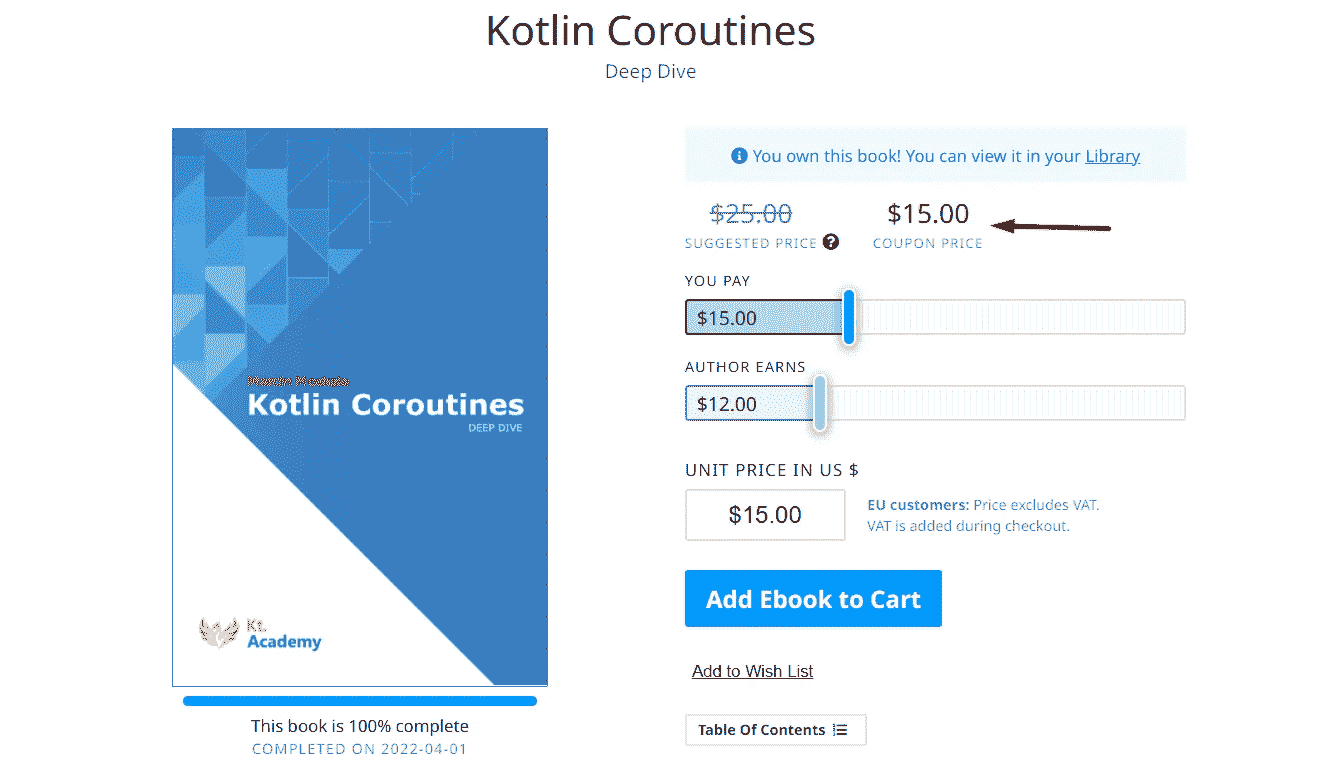 Kotlin Coroutines
Deep Dive
You own this book! You can view it in your Library
$25.00
SUGGESTED PRICE
$15.00
COUPON PRICE
YOU PAY
$15.00
AUTHOR EARNS
$12.00
UNIT PRICE IN US $
$15.00
EU customers: Price excludes VAT.
VAT is added during checkout.
Add Ebook to Cart
Add to Wish List
Table Of Contents
Kotlin Coroutines
DEEP DIVE
Kt.
Academy
This book is 100% complete
COMPLETED ON 2022-04-01